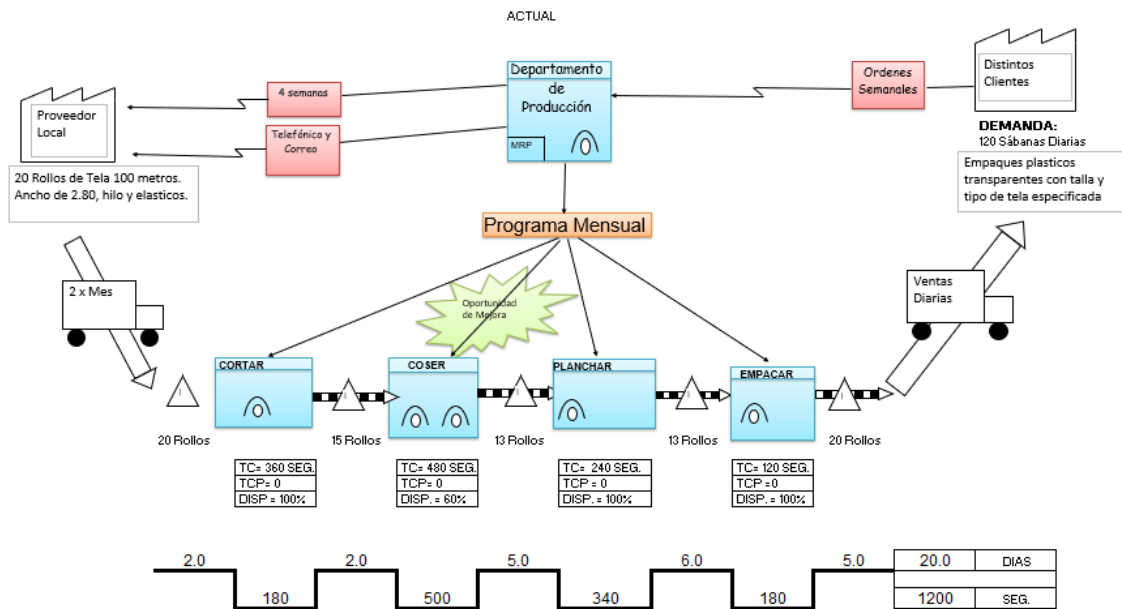 ACTUAL
Departamento
de
Producción
MRP
4 semanas
Telefónico y
Correo
Ordenes
Semanales
Distintos
Clientes
Proveedor
Local
DEMANDA:
120 Sábanas Diarias
Empaques plasticos
transparentes con talla y
tipo de tela especificada
20 Rollos de Tela 100 metros.
Ancho de 2.80, hilo y elasticos.
Programa Mensual
2 x Mes
Oportunidad
de Mejora
Ventas
Diarias
CORTAR
COSER
PLANCHAR
EMPACAR
I
I
I
I
I
20 Rollos
15 Rollos
13 Rollos
13 Rollos
20 Rollos
TC= 360 SEG.
TCP= 0
DISP = 100%
TC= 480 SEG.
TCP= 0
DISP. = 60%
TC= 240 SEG.
TCP= 0
DISP. = 100%
TC= 120 SEG.
TCP= 0
DISP. = 100%
2.0
2.0
5.0
6.0
5.0
20.0
DIAS
180
500
340
180
1200
SEG.